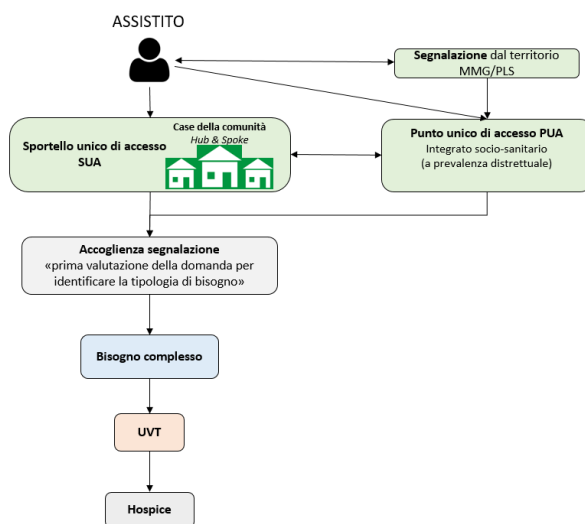 ASSISTITO
Segnalazione dal territorio
MMG/PLS
Sportello unico di accesso
SUA
Case della comunità
Hub & Spoke
Punto unico di accesso PUA
Integrato socio-sanitario
(a prevalenza distrettuale)
Accoglienza segnalazione
«prima valutazione della domanda per
identificare la tipologia di bisogno»
Bisogno complesso
UVT
Hospice